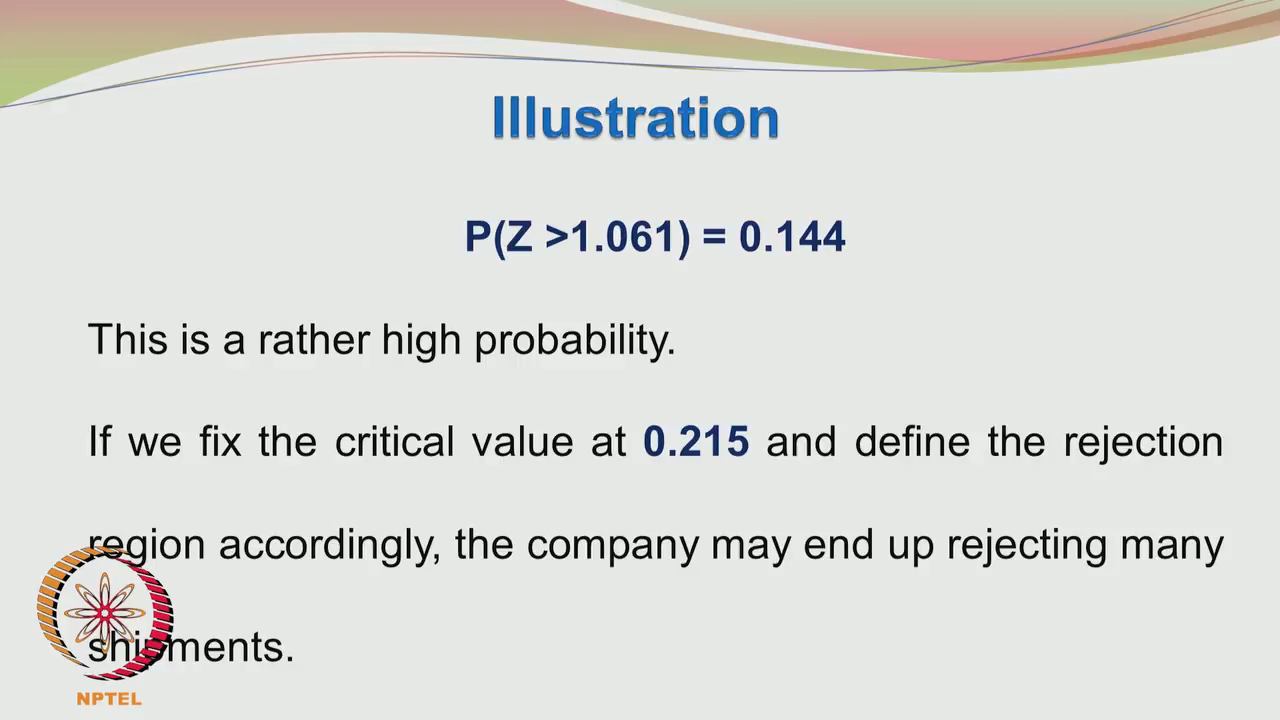 Illustration
P(Z >1.061) = 0.144
This is a rather high probability.
If we fix the critical value at 0.215 and define the rejection
region accordingly, the company may end up rejecting many
shipments.
NPTEL